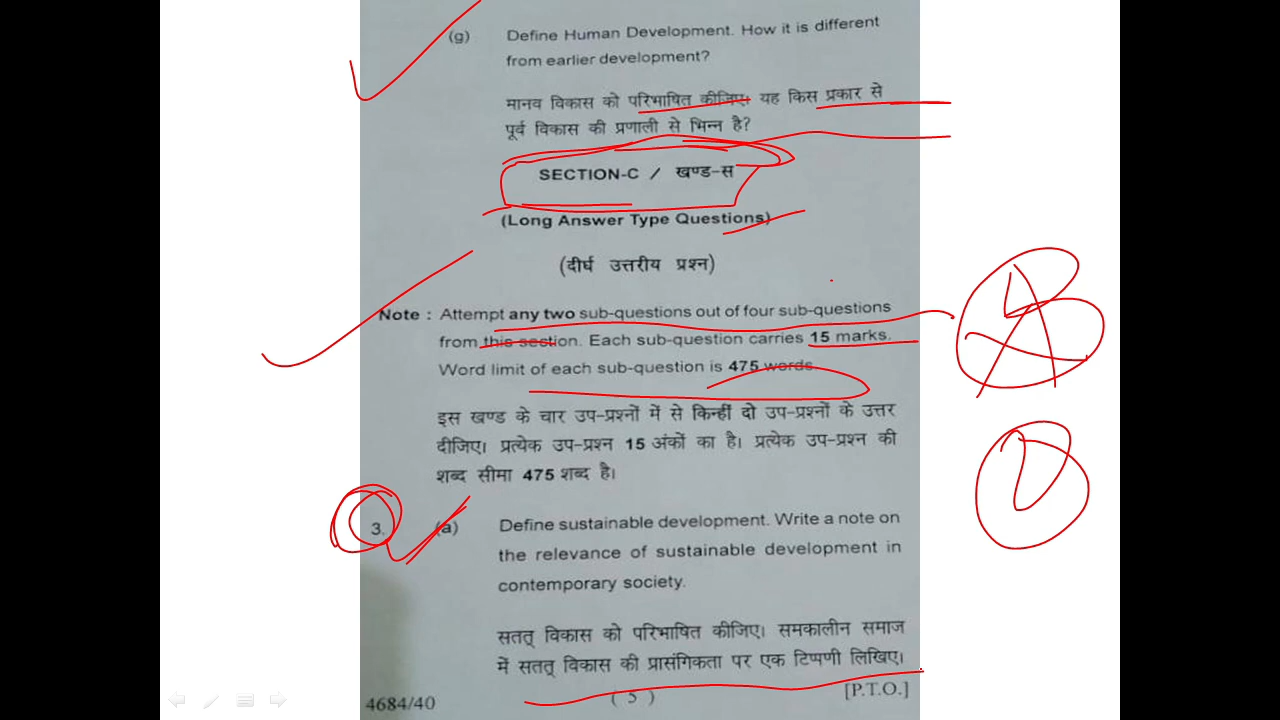 (g) Define Human Development. How it is different
from earlier development?
मानव विकास को परिभाषित कीजिए। यह किस प्रकार से
पूर्व विकास की प्रणाली से भिन्न है?
SECTION-C / खण्ड-स
(Long Answer Type Questions)
(दीर्घ उत्तरीय प्रश्न)
Note : Attempt any two sub-questions out of four sub-questions
from this section. Each sub-question carries 15 marks.
Word limit of each sub-question is 475 words.
इस खण्ड के चार उप-प्रश्नों में से किन्हीं दो उप-प्रश्नों के उत्तर
दीजिए। प्रत्येक उप-प्रश्न 15 अंकों का है। प्रत्येक उप-प्रश्न की
शब्द सीमा 475 शब्द है।
3. (a) Define sustainable development. Write a note on
the relevance of sustainable development in
contemporary society.
सतत् विकास को परिभाषित कीजिए। समकालीन समाज
में सतत् विकास की प्रासंगिकता पर एक टिप्पणी लिखिए।
4684/40 ( 5 ) [P.T.O.]